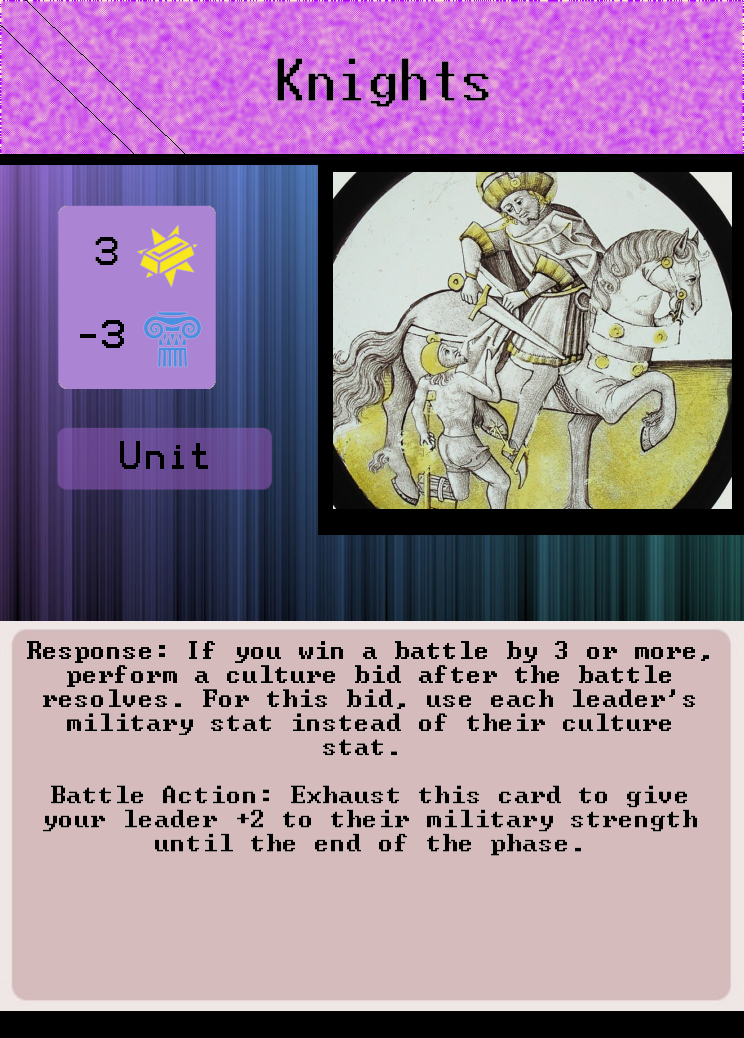 Knights
3
-3
Unit
Response: If you win a battle by 3 or more,
perform a culture bid after the battle
resolves. For this bid, use each leader's
military stat instead of their culture
stat.
Battle Action: Exhaust this card to give
your leader +2 to their military strength
until the end of the phase.